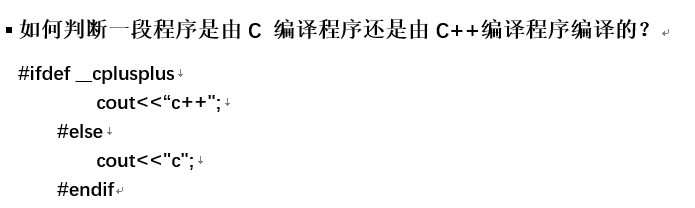 ▪如何判断一段程序是由 C 编译程序还是由 C++编译程序编译的？
#ifdef __cplusplus
cout<<“c++";
#else
cout<<"c";
#endif